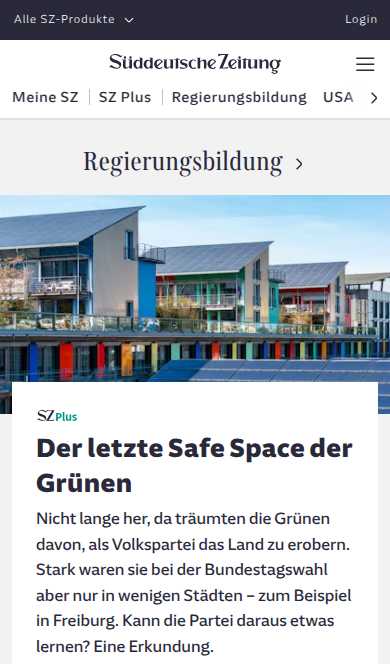 Alle SZ-Produkte
Login
Süddeutsche Zeitung
Meine SZ
SZ Plus
Regierungsbildung
USA
Regierungsbildung
SZ Plus
Der letzte Safe Space der
Grünen
Nicht lange her, da träumten die Grünen
davon, als Volkspartei das Land zu erobern.
Stark waren sie bei der Bundestagswahl
aber nur in wenigen Städten – zum Beispiel
in Freiburg. Kann die Partei daraus etwas
lernen? Eine Erkundung.